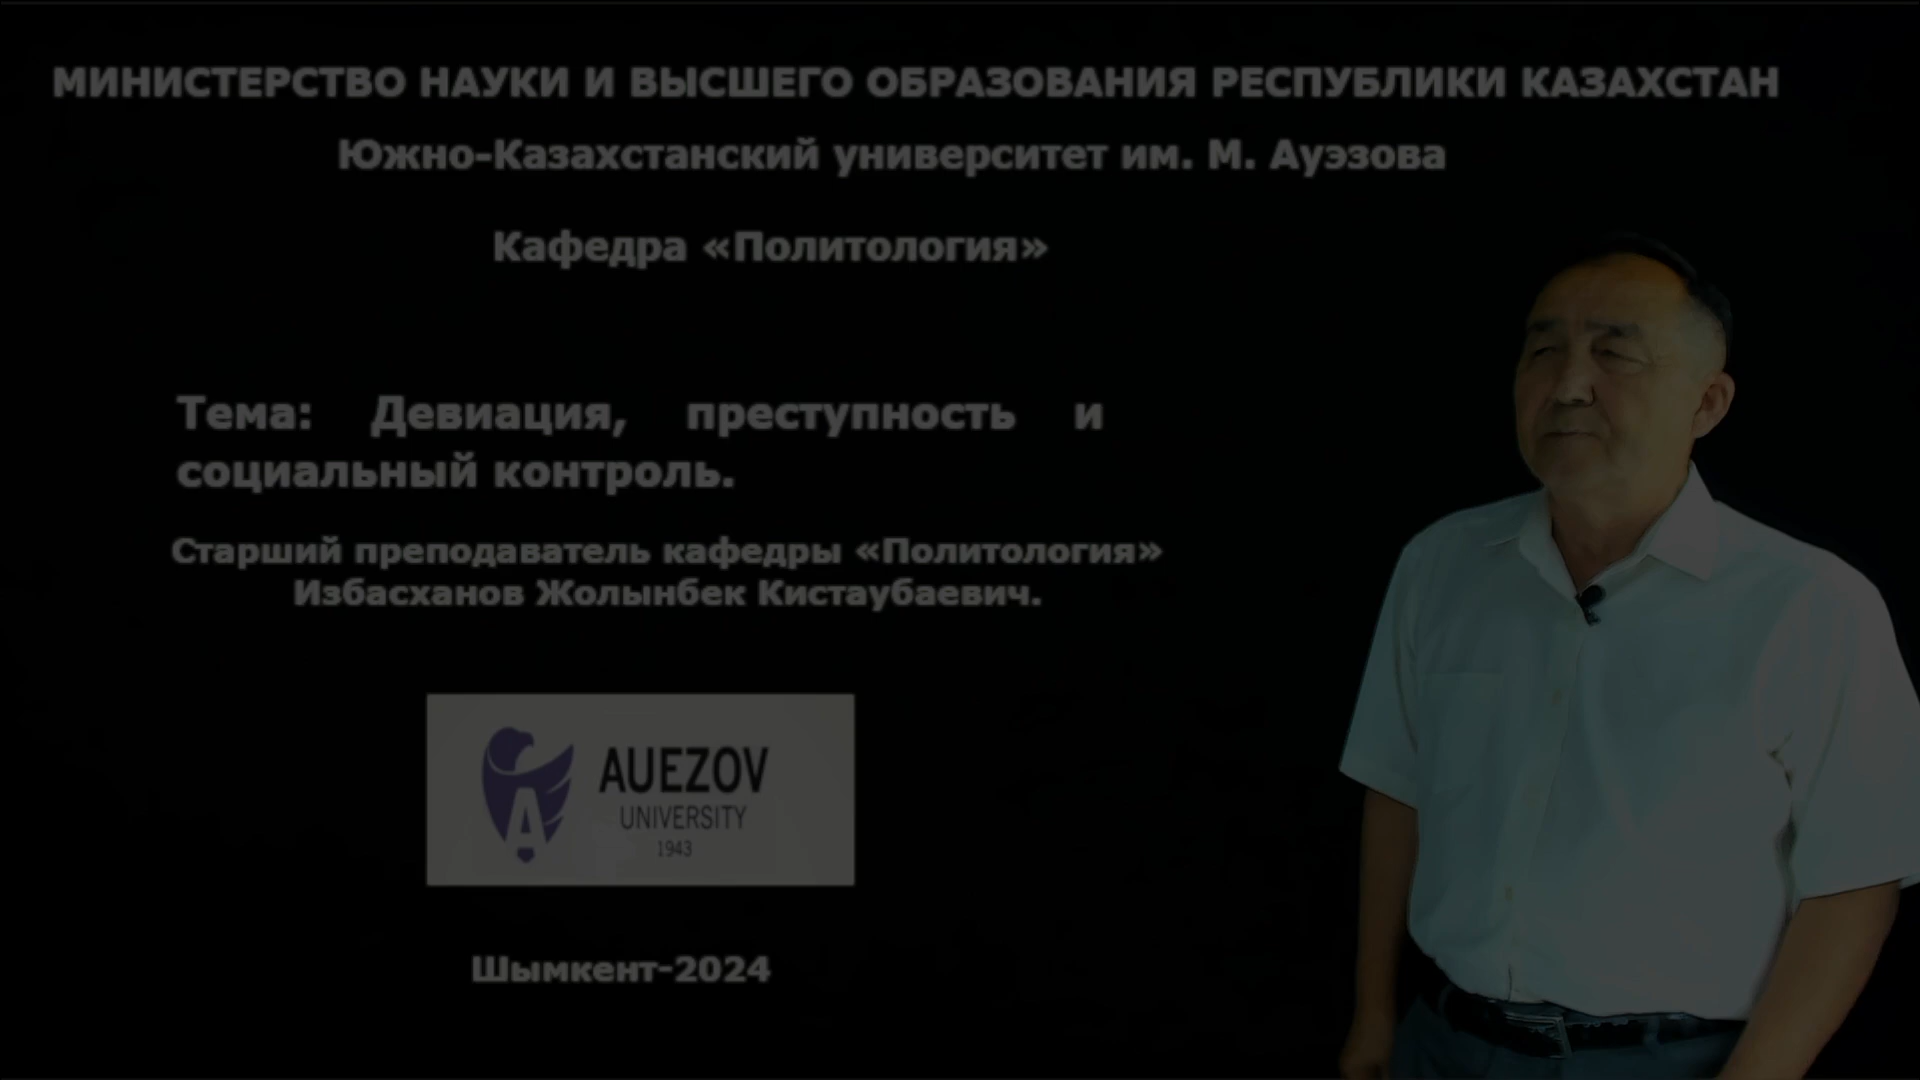 МИНИСТЕРСТВО НАУКИ И ВЫСШЕГО ОБРАЗОВАНИЯ РЕСПУБЛИКИ КАЗАХСТАН
Южно-Казахстанский университет им. М. Ауэзова
Кафедра «Политология»
Тема: Девиация, преступность и
социальный контроль.
Старший преподаватель кафедры «Политология»
Избасханов Жолынбек Кистаубаевич.
AUEZOV
UNIVERSITY
1943
Шымкент-2024